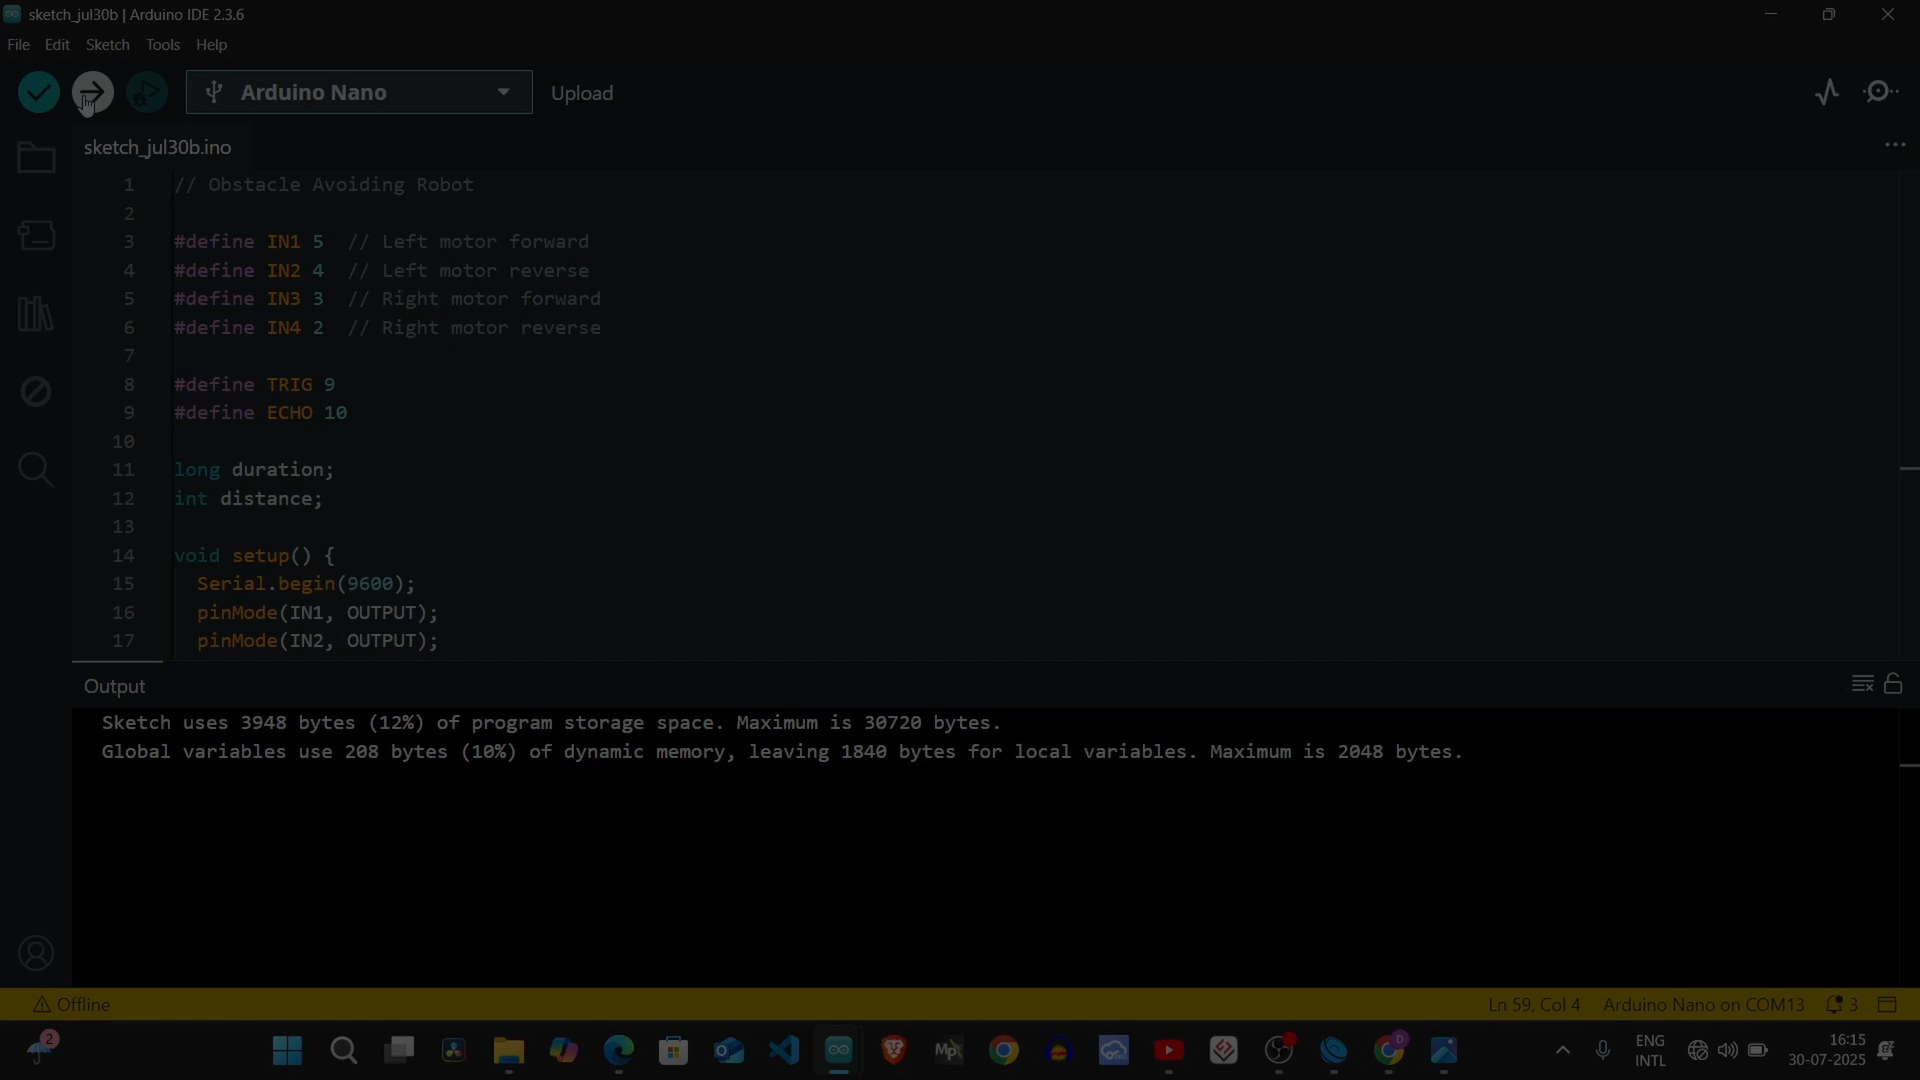 sketch_jul30b | Arduino IDE 2.3.6
File Edit Sketch Tools Help
Arduino Nano
Upload
sketch_jul30b.ino
1 // Obstacle Avoiding Robot
2
3 #define IN1 5 // Left motor forward
4 #define IN2 4 // Left motor reverse
5 #define IN3 3 // Right motor forward
6 #define IN4 2 // Right motor reverse
7
8 #define TRIG 9
9 #define ECHO 10
10
11 long duration;
12 int distance;
13
14 void setup() {
15 Serial.begin(9600);
16 pinMode(IN1, OUTPUT);
17 pinMode(IN2, OUTPUT);
Output
Sketch uses 3948 bytes (12%) of program storage space. Maximum is 30720 bytes.
Global variables use 208 bytes (10%) of dynamic memory, leaving 1840 bytes for local variables. Maximum is 2048 bytes.
Offline
Ln 59, Col 4 Arduino Nano on COM13 3
2
D
ENG
INTL
16:15
30-07-2025